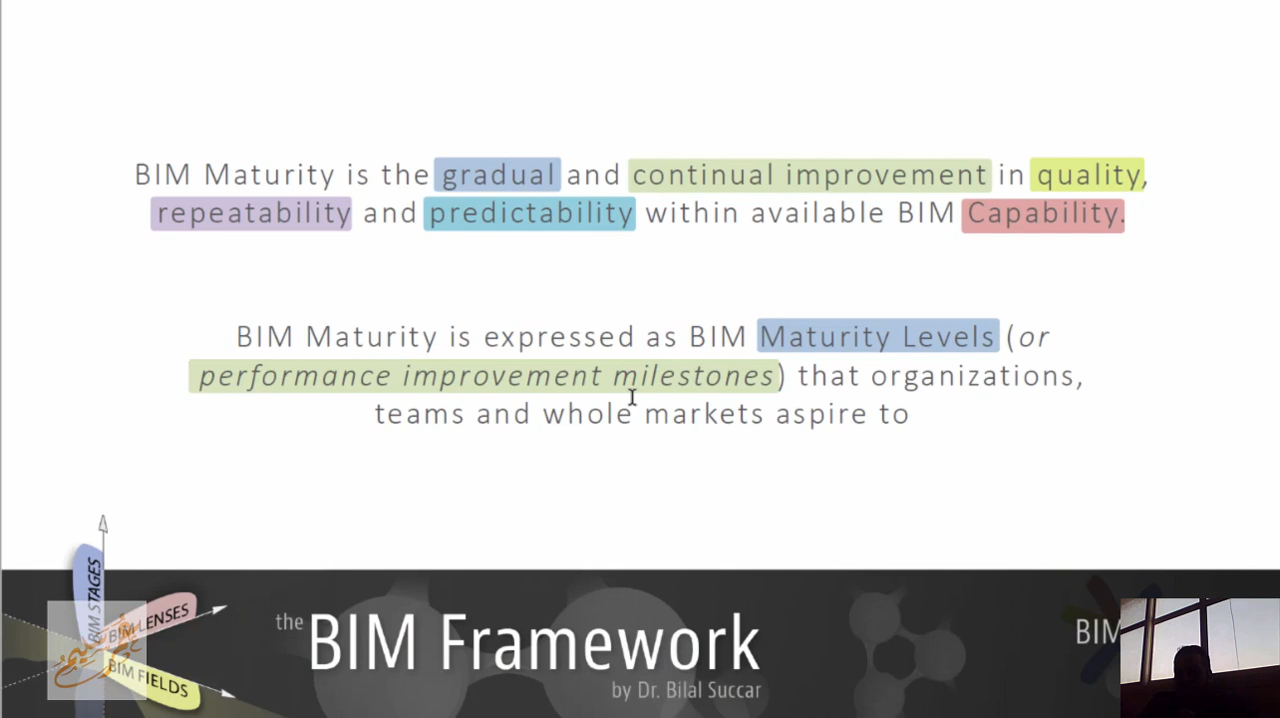 BIM Maturity is the gradual and continual improvement in quality,
repeatability and predictability within available BIM Capability.
BIM Maturity is expressed as BIM Maturity Levels (or
performance improvement milestones) that organizations,
teams and whole markets aspire to
BIM STAGES
BIM LENSES
BIM FIELDS
the BIM Framework
by Dr. Bilal Succar
BIM